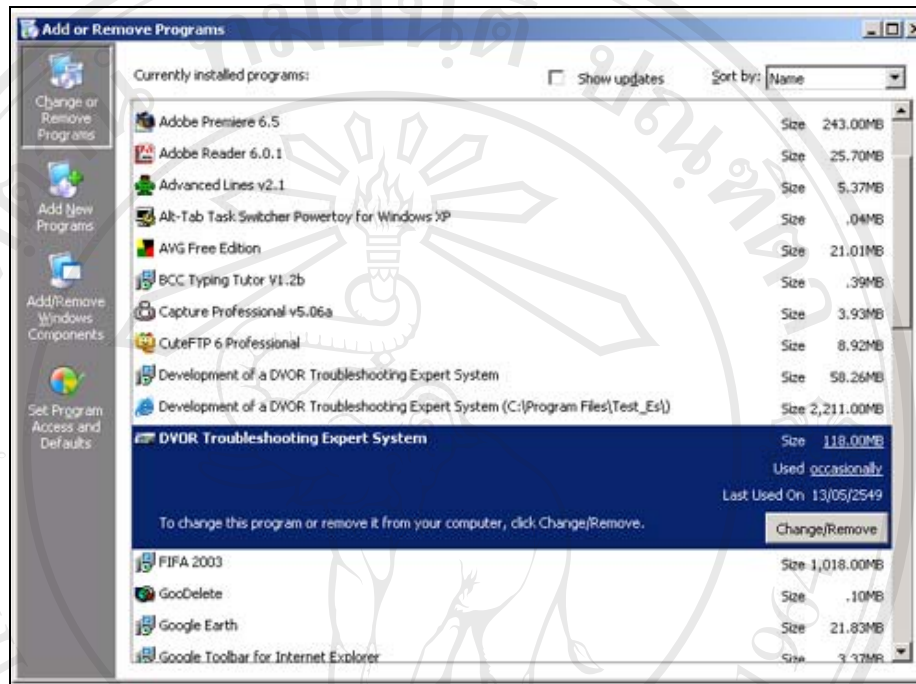 Add or Remove Programs
Change or
Remove
Programs
Add New
Programs
Add/Remove
Windows
Components
Set Program
Access and
Defaults
Currently installed programs:
Show updates
Sort by: Name
Adobe Premiere 6.5 Size 243.00MB
Adobe Reader 6.0.1 Size 25.70MB
Advanced Lines v2.1 Size 5.37MB
Alt-Tab Task Switcher Powertoy for Windows XP Size .04MB
AVG Free Edition Size 21.01MB
BCC Typing Tutor V1.2b Size .39MB
Capture Professional v5.06a Size 3.93MB
CuteFTP 6 Professional Size 8.92MB
Development of a DVOR Troubleshooting Expert System Size 58.26MB
Development of a DVOR Troubleshooting Expert System (C:\Program Files\Test_Es\) Size 2,211.00MB
DVOR Troubleshooting Expert System Size 118.00MB
Used occasionally
Last Used On 13/05/2549
To change this program or remove it from your computer, click Change/Remove.
Change/Remove
FIFA 2003 Size 1,018.00MB
GooDelete Size .10MB
Google Earth Size 21.83MB
Google Toolbar for Internet Explorer Size 3.37MB